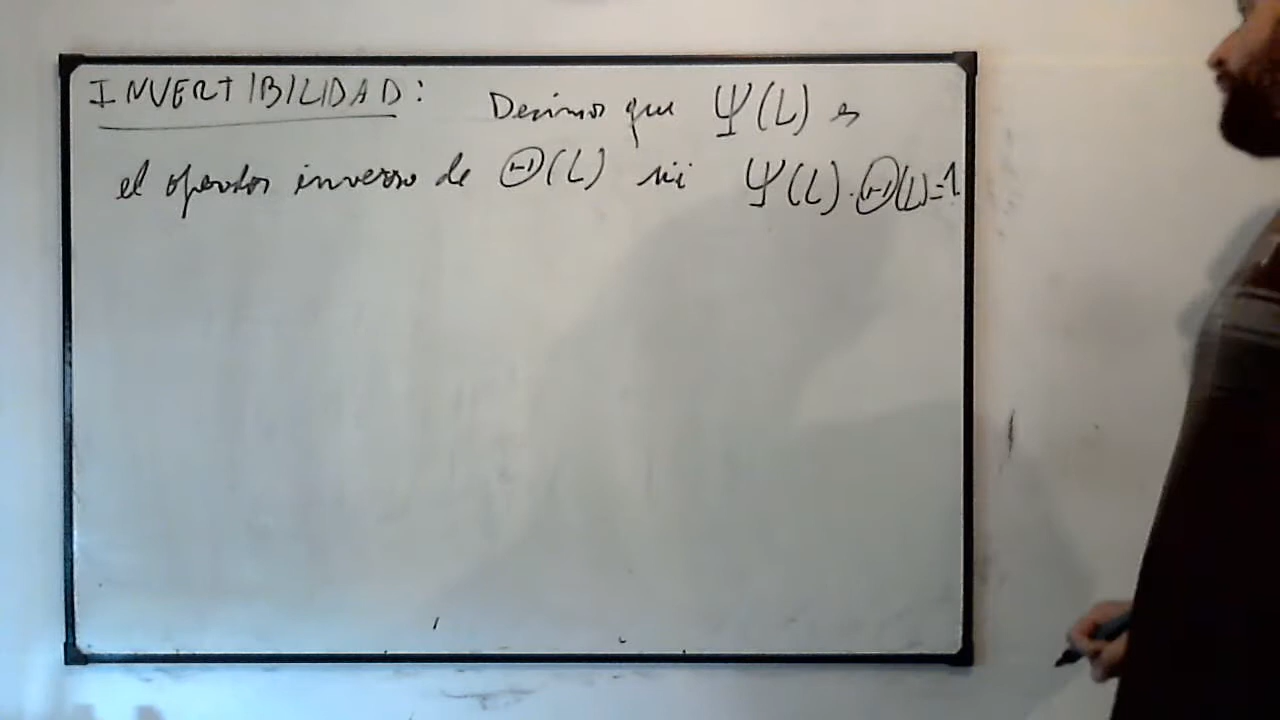 INVERTIBILIDAD: Decimos que Ψ(L) es
el operador inverso de Θ(L) sii Ψ(L).Θ(L)=1